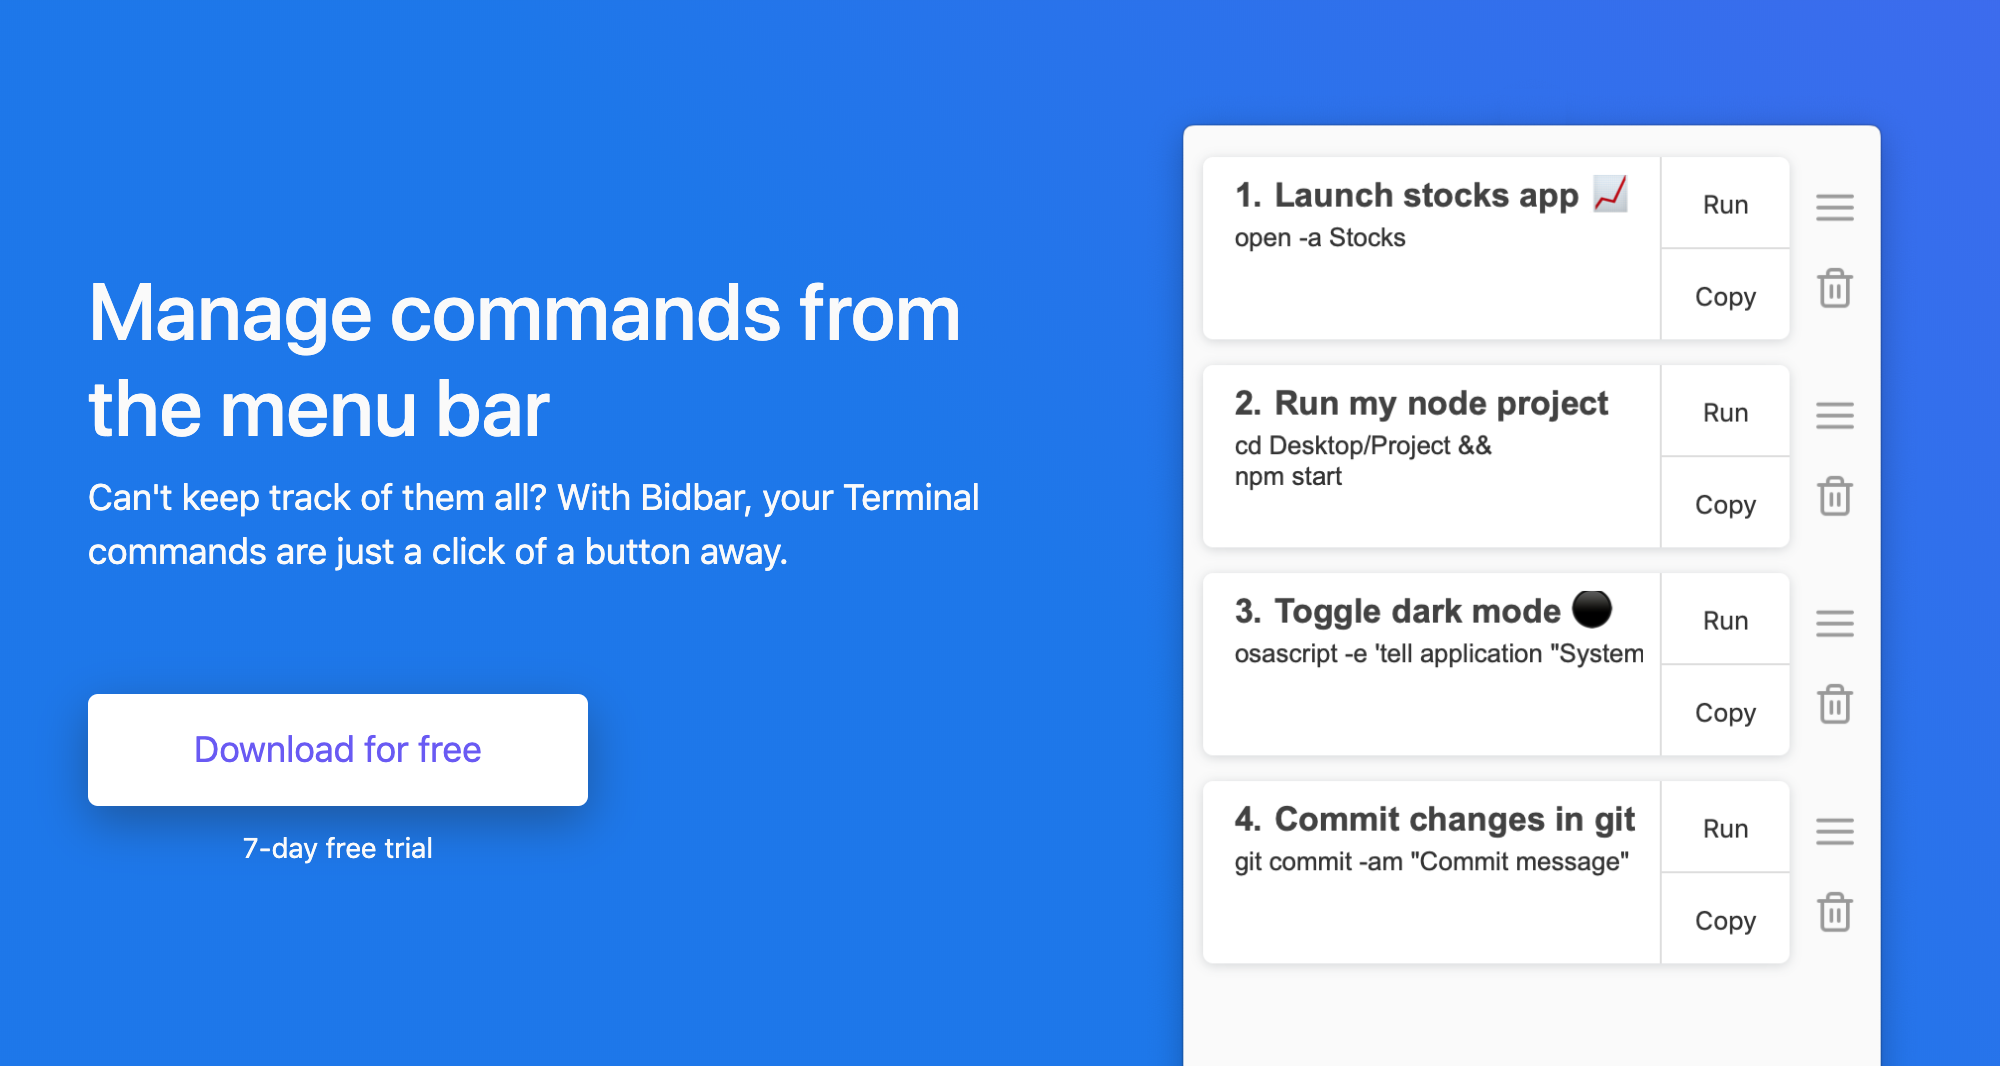 Manage commands from
the menu bar
Can't keep track of them all? With Bidbar, your Terminal
commands are just a click of a button away.
Download for free
7-day free trial
1. Launch stocks app 📈
open -a Stocks
Run
Copy
2. Run my node project
cd Desktop/Project &&
npm start
Run
Copy
3. Toggle dark mode ⚫
osascript -e 'tell application "System
Run
Copy
4. Commit changes in git
git commit -am "Commit message"
Run
Copy